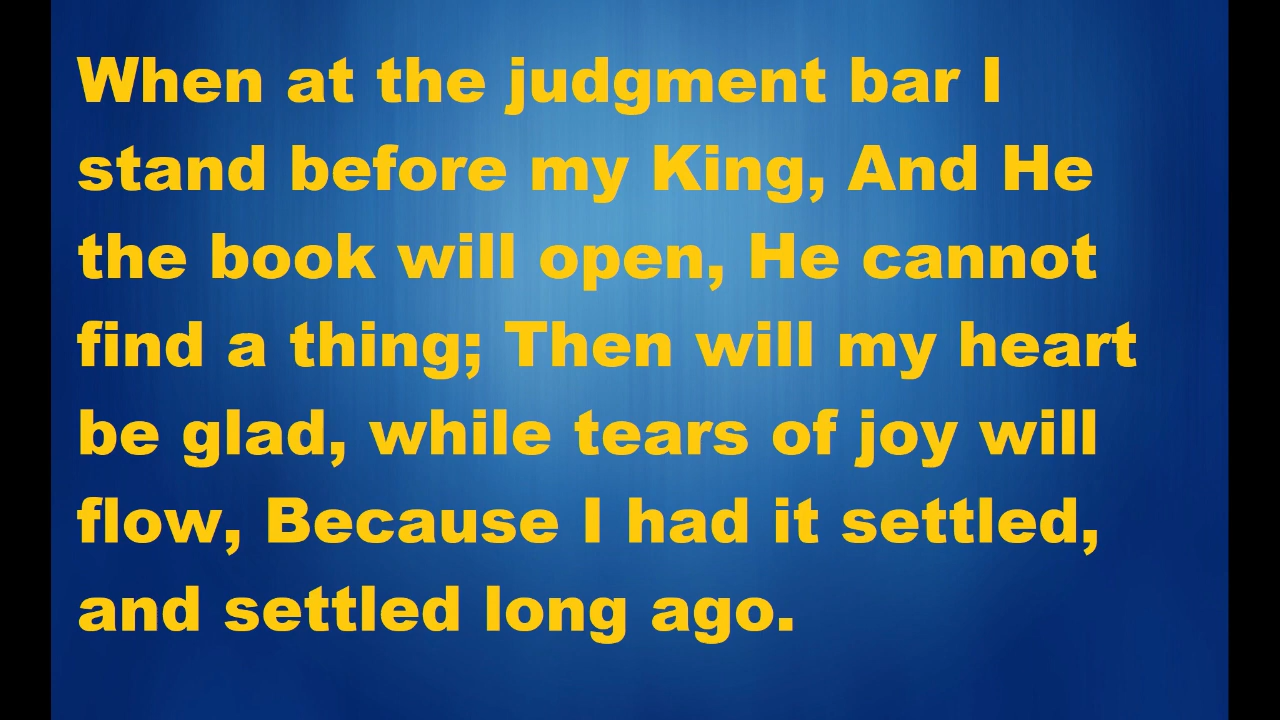 When at the judgment bar I
stand before my King, And He
the book will open, He cannot
find a thing; Then will my heart
be glad, while tears of joy will
flow, Because I had it settled,
and settled long ago.